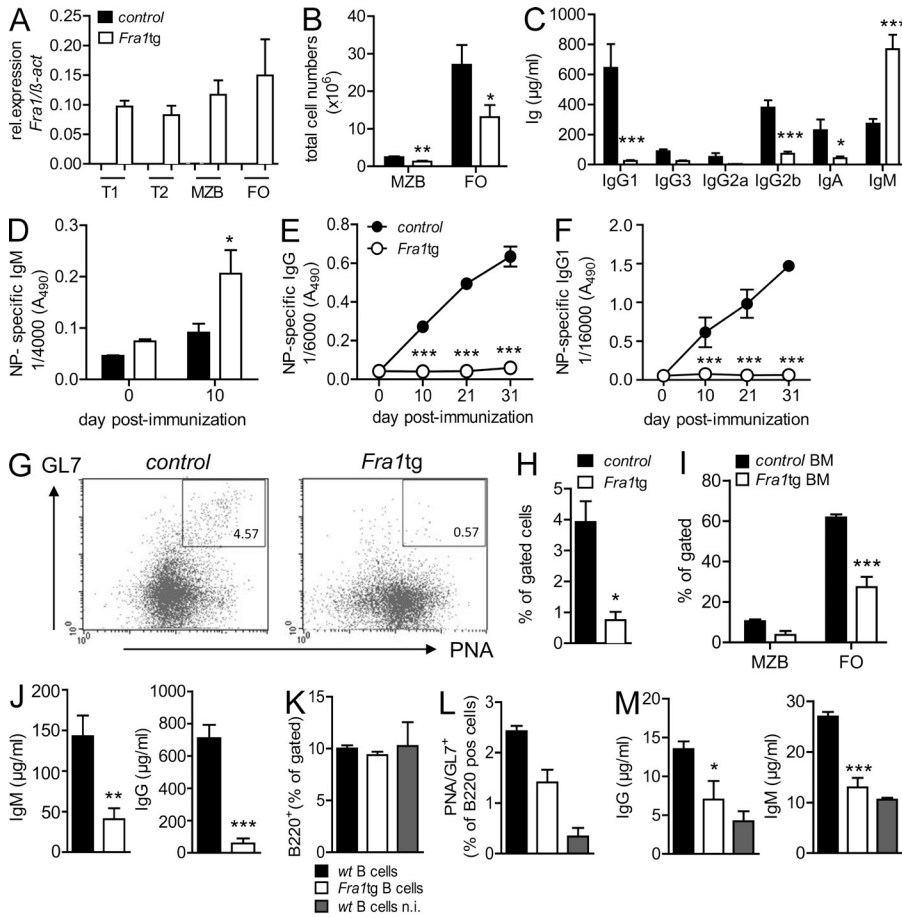 A
control
Fra1tg
rel.expression
Fra1/ß-act
0.25
0.20
0.15
0.10
0.05
0.00
T1 T2 MZB FO
B
total cell numbers
(x10⁶)
40
30
20
10
0
** *
MZB FO
C
Ig (µg/ml)
1000
800
600
400
200
0
*** *** * ***
IgG1 IgG3 IgG2a IgG2b IgA IgM
D
NP- specific IgM
1/4000 (A490)
0.3
0.2
0.1
0.0
*
0 10
day post-immunization
E
control
Fra1tg
NP-specific IgG
1/6000 (A490)
0.8
0.6
0.4
0.2
0.0
*** *** ***
0 10 21 31
day post-immunization
F
NP-specific IgG1
1/16000 (A490)
2.0
1.5
1.0
0.5
0.0
*** *** ***
0 10 21 31
day post-immunization
G
GL7
control
Fra1tg
4.57
0.57
10⁰
10⁰
10⁰
PNA
H
control
Fra1tg
% of gated cells
5
4
3
2
1
0
*
I
control BM
Fra1tg BM
% of gated
80
60
40
20
0
***
MZB FO
J
IgM (µg/ml)
200
150
100
50
0
**
IgG (µg/ml)
1000
800
600
400
200
0
***
K
B220⁺ (% of gated)
15
10
5
0
wt B cells
Fra1tg B cells
wt B cells n.i.
L
PNA/GL7⁺
(% of B220 pos cells)
3
2
1
0
M
IgG (µg/ml)
20
15
10
5
0
*
IgM (µg/ml)
30
20
10
0
***